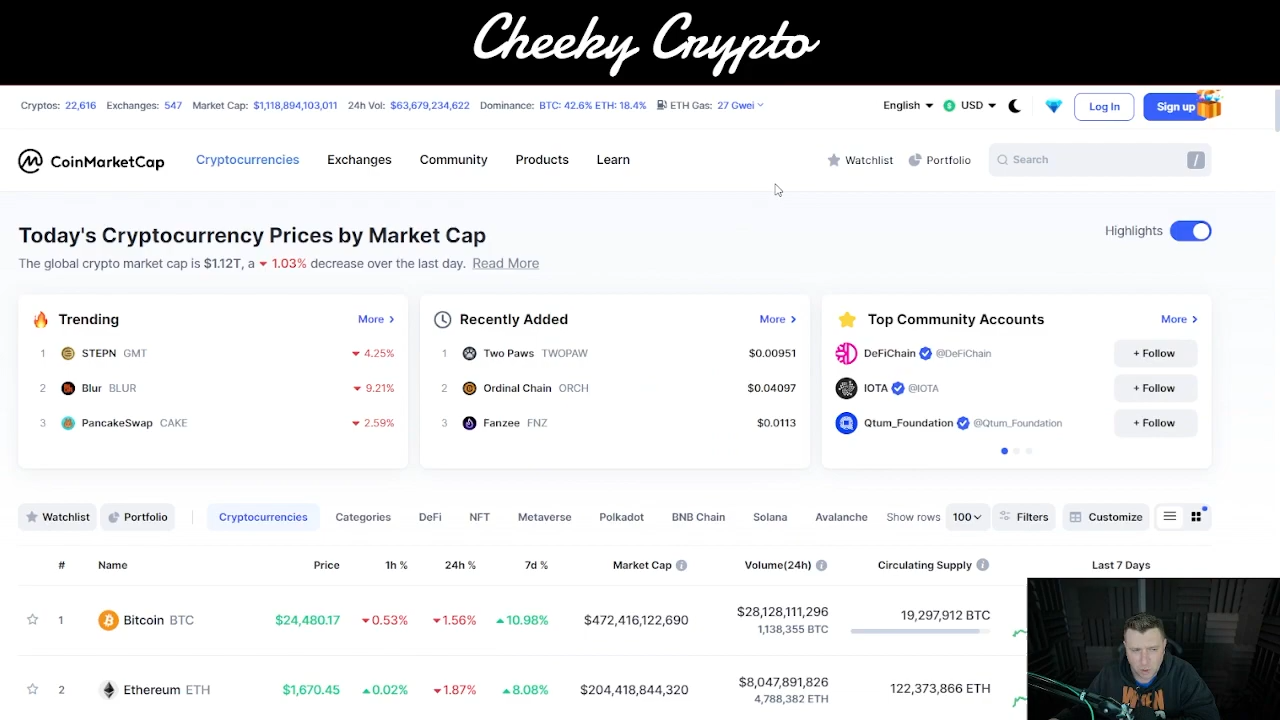 Cheeky Crypto
Cryptos: 22,616 Exchanges: 547 Market Cap: $1,118,894,103,011 24h Vol: $63,679,234,622 Dominance: BTC: 42.6% ETH: 18.4% ETH Gas: 27 Gwei English USD Log In Sign up
CoinMarketCap Cryptocurrencies Exchanges Community Products Learn Watchlist Portfolio Search /
Today's Cryptocurrency Prices by Market Cap Highlights
The global crypto market cap is $1.12T, a 1.03% decrease over the last day. Read More
Trending More >
1 STEPN GMT 4.25%
2 Blur BLUR 9.21%
3 PancakeSwap CAKE 2.59%
Recently Added More >
1 Two Paws TWOPAW $0.00951
2 Ordinal Chain ORCH $0.04097
3 Fanzee FNZ $0.0113
Top Community Accounts More >
DeFiChain @DeFiChain + Follow
IOTA @IOTA + Follow
Qtum_Foundation @Qtum_Foundation + Follow
Watchlist Portfolio Cryptocurrencies Categories DeFi NFT Metaverse Polkadot BNB Chain Solana Avalanche Show rows 100 Filters Customize
# Name Price 1h % 24h % 7d % Market Cap Volume(24h) Circulating Supply Last 7 Days
1 Bitcoin BTC $24,480.17 0.53% 1.56% 10.98% $472,416,122,690 $28,128,111,296 19,297,912 BTC
1,138,355 BTC
2 Ethereum ETH $1,670.45 0.02% 1.87% 8.08% $204,418,844,320 $8,047,891,826 122,373,866 ETH
4,788,382 ETH